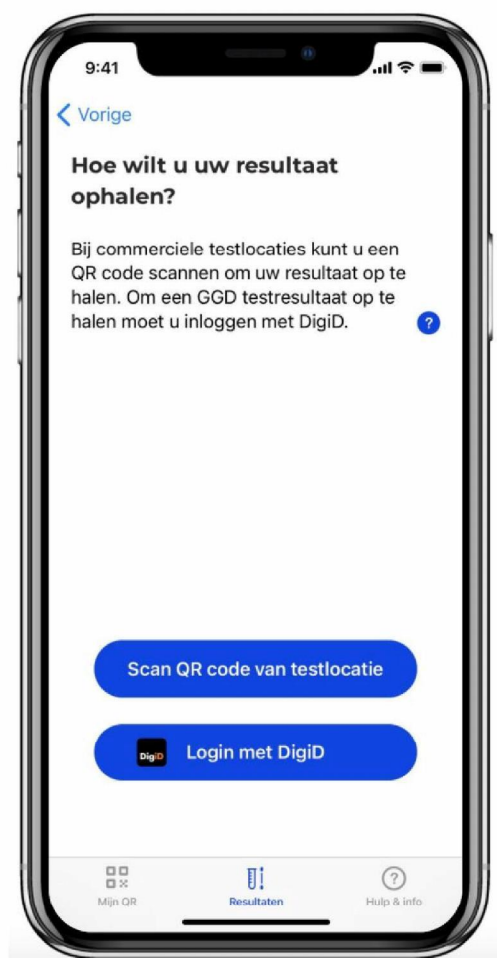 9:41
Vorige
Hoe wilt u uw resultaat
ophalen?
Bij commerciele testlocaties kunt u een
QR code scannen om uw resultaat op te
halen. Om een GGD testresultaat op te
halen moet u inloggen met DigiD.
?
Scan QR code van testlocatie
DigiD Login met DigiD
Mijn QR Resultaten Hulp & info